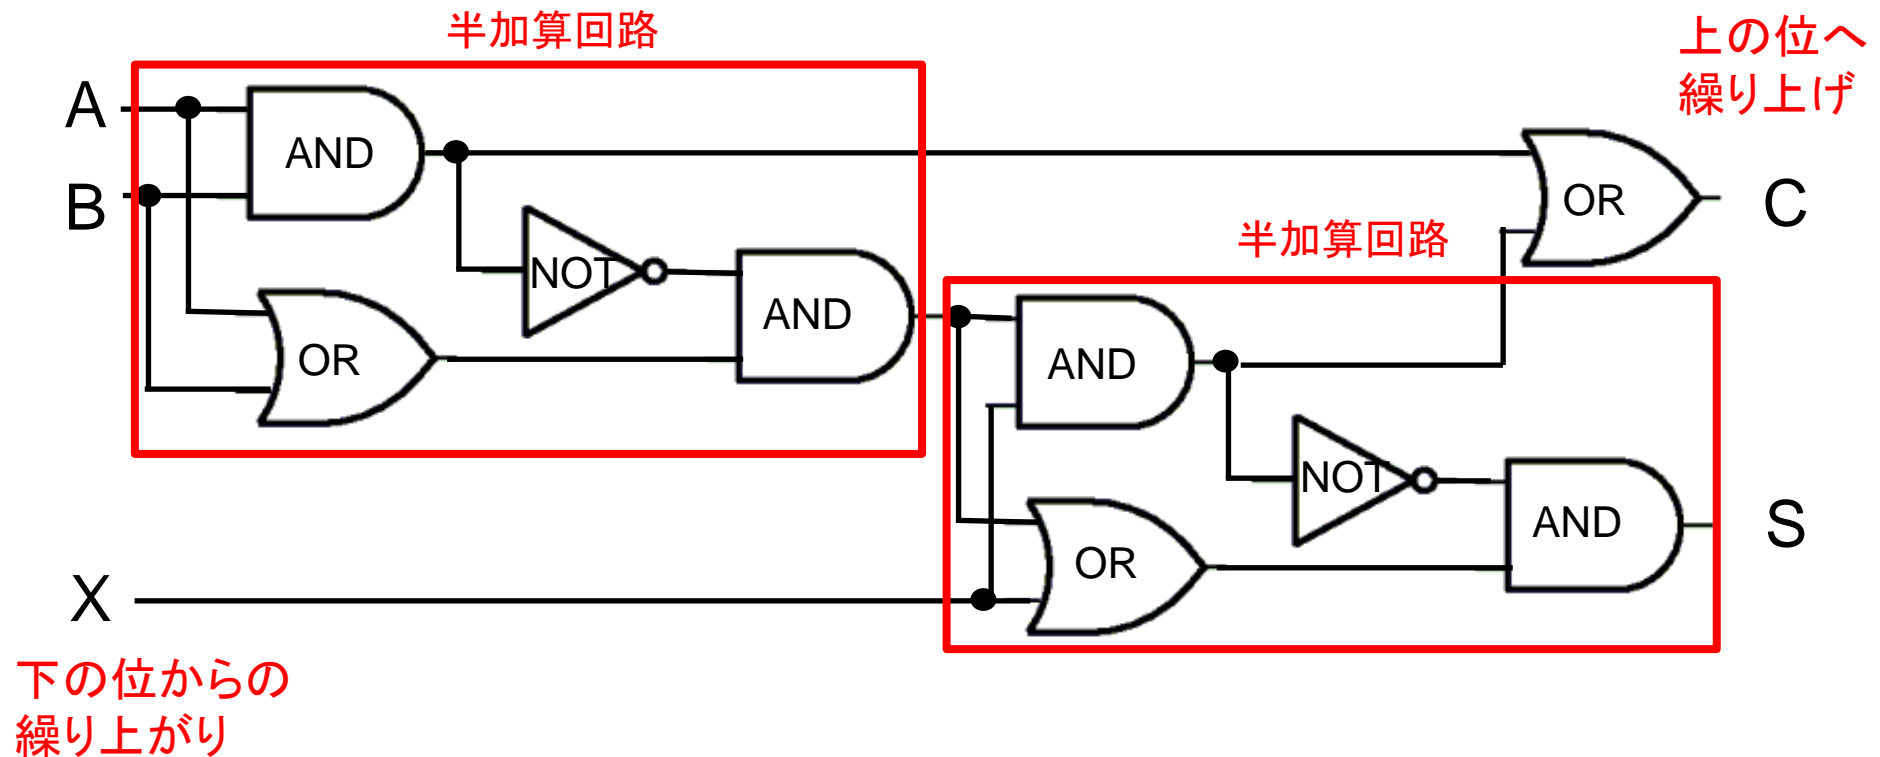 半加算回路
上の位へ
繰り上げ
A
AND
B
OR
C
NOT
半加算回路
AND
OR
AND
NOT
AND
S
OR
X
下の位からの
繰り上がり